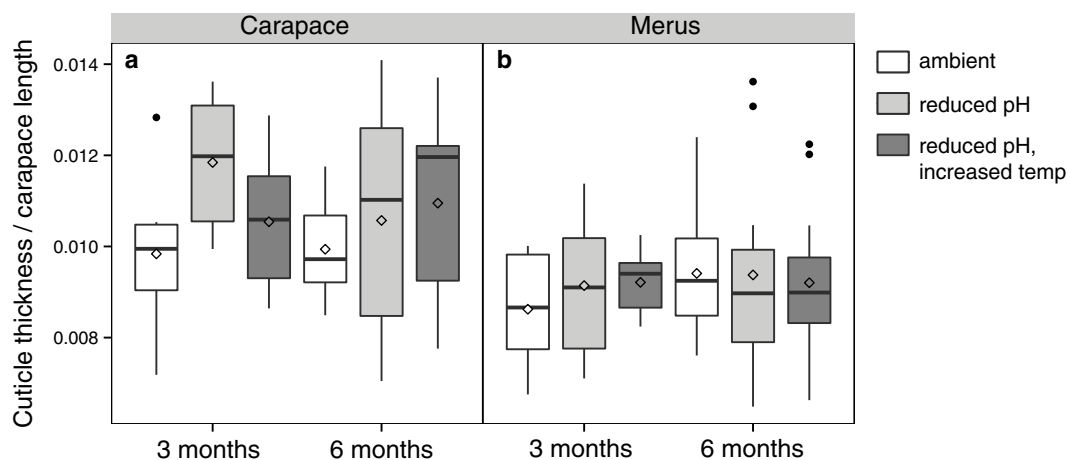 Carapace
Merus
a
b
Cuticle thickness / carapace length
0.014
0.012
0.010
0.008
3 months
6 months
3 months
6 months
ambient
reduced pH
reduced pH,
increased temp